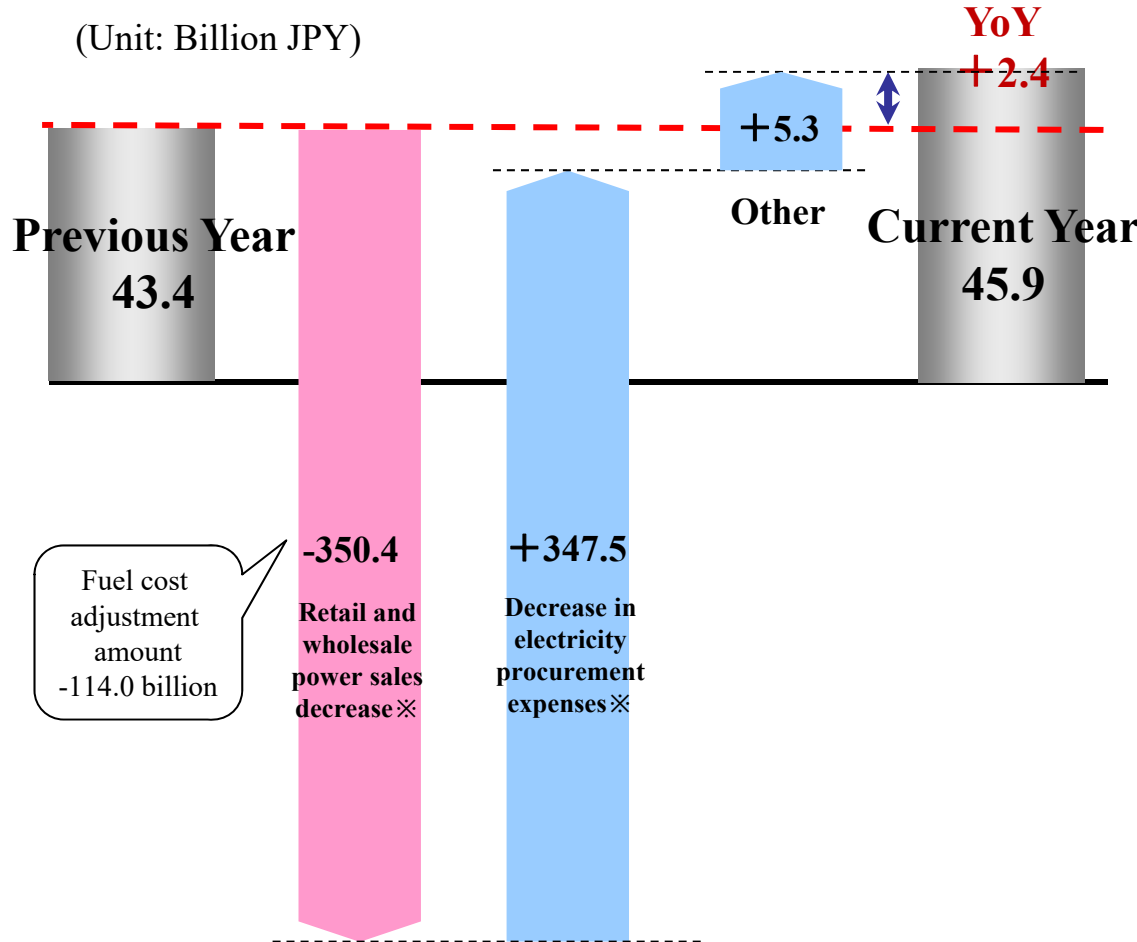 (Unit: Billion JPY)
YoY
＋2.4
＋5.3
Other
Previous Year
43.4
Current Year
45.9
Fuel cost
adjustment
amount
-114.0 billion
-350.4
Retail and
wholesale
power sales
decrease※
＋347.5
Decrease in
electricity
procurement
expenses※